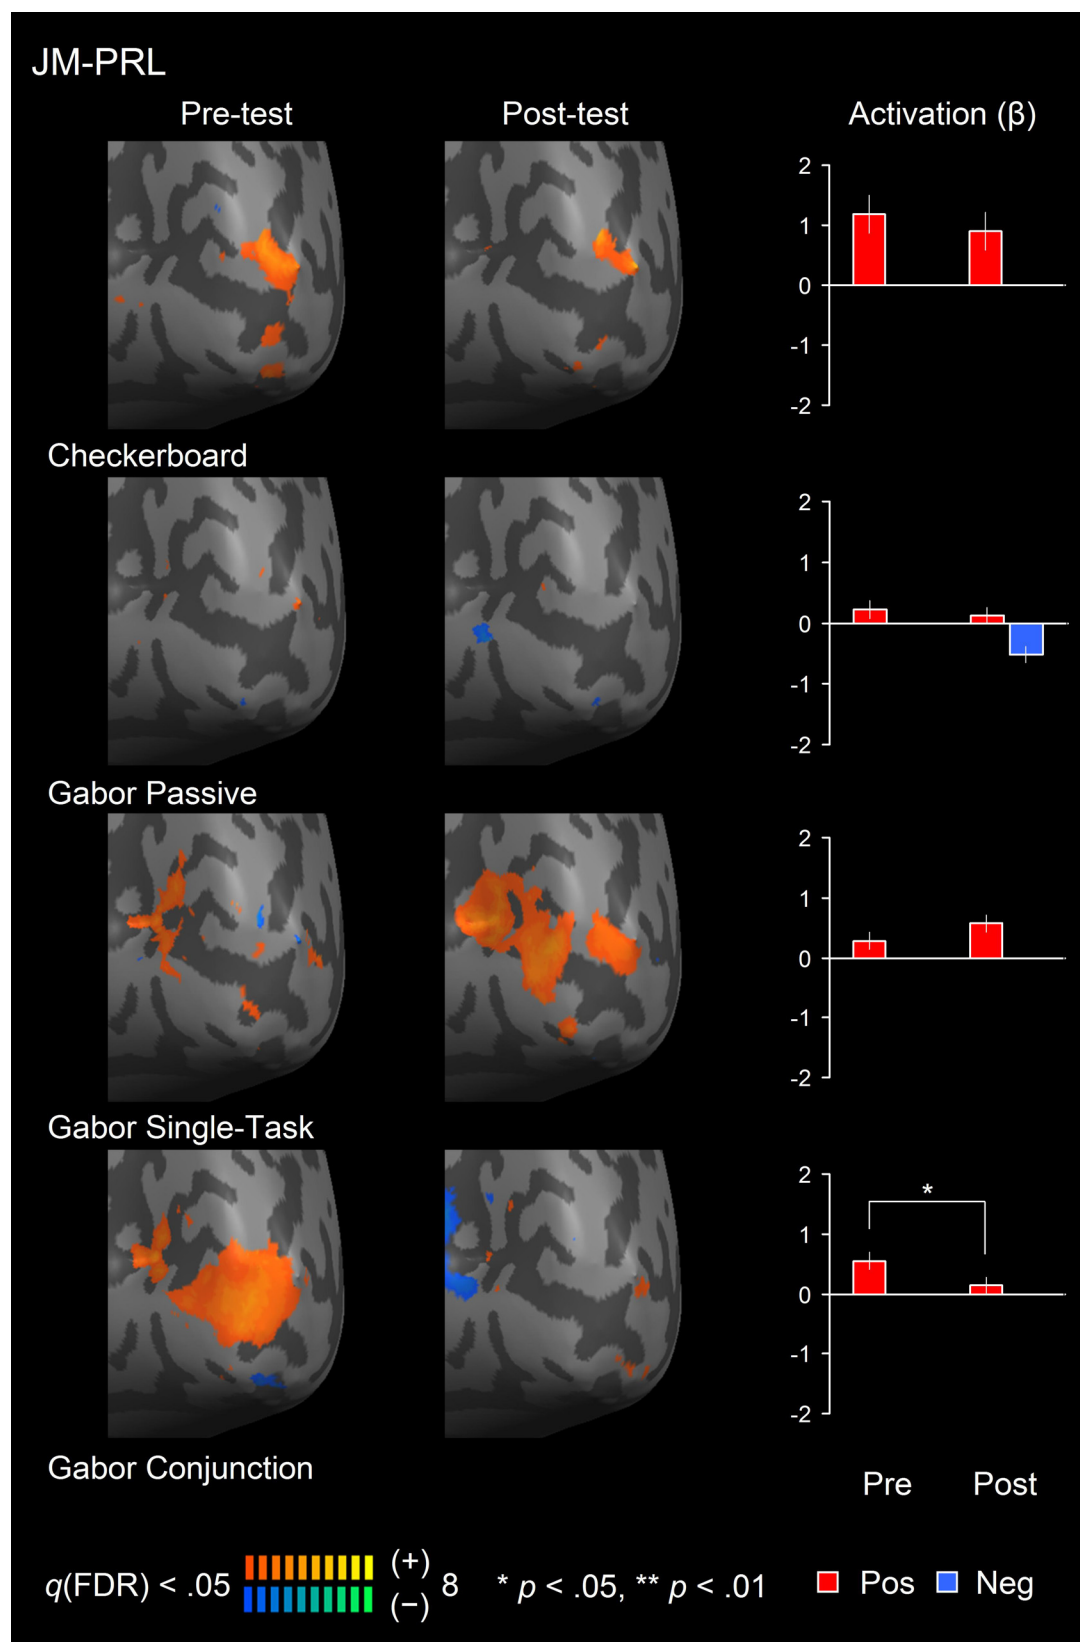 JM-PRL
Pre-test Post-test Activation (β)
2
1
0
-1
-2
Checkerboard
2
1
0
-1
-2
Gabor Passive
2
1
0
-1
-2
Gabor Single-Task
2
*
1
0
-1
-2
Gabor Conjunction
Pre Post
q(FDR) < .05 (+) (−) 8 * p < .05, ** p < .01 Pos Neg